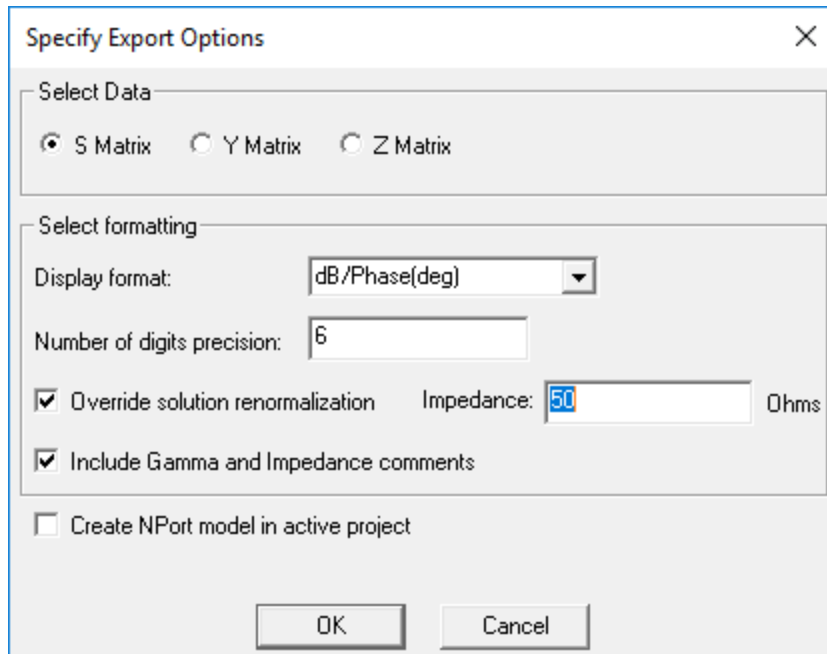 Specify Export Options
Select Data
S Matrix Y Matrix Z Matrix
Select formatting
Display format: dB/Phase(deg)
Number of digits precision: 6
Override solution renormalization Impedance: 50 Ohms
Include Gamma and Impedance comments
Create NPort model in active project
OK Cancel